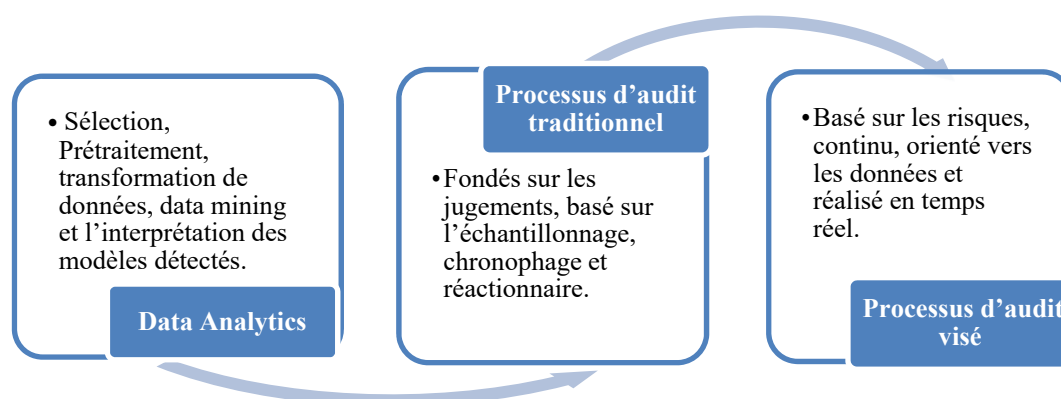 • Sélection,
Prétraitement,
transformation de
données, data mining
et l’interprétation des
modèles détectés.
Data Analytics
Processus d’audit
traditionnel
•Fondés sur les
jugements, basé sur
l’échantillonnage,
chronophage et
réactionnaire.
•Basé sur les risques,
continu, orienté vers
les données et
réalisé en temps
réel.
Processus d’audit
visé